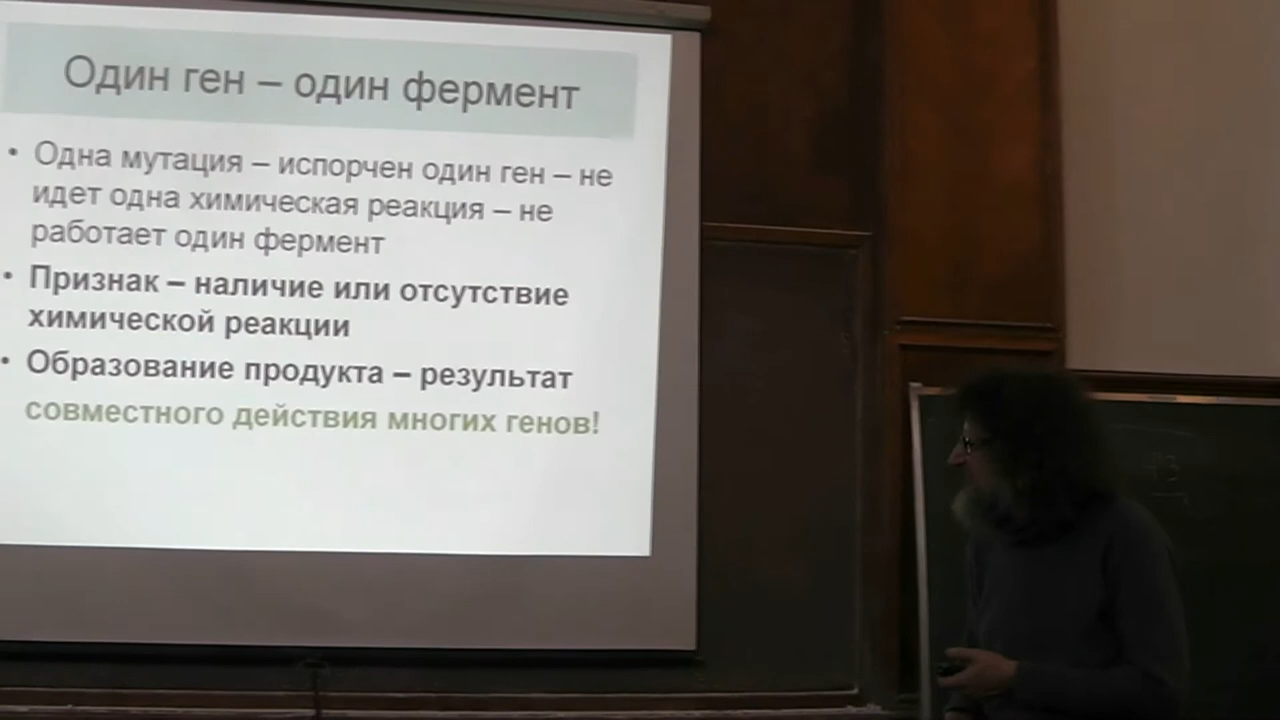 Один ген – один фермент
• Одна мутация – испорчен один ген – не
идет одна химическая реакция – не
работает один фермент
• Признак – наличие или отсутствие
химической реакции
• Образование продукта – результат
совместного действия многих генов!